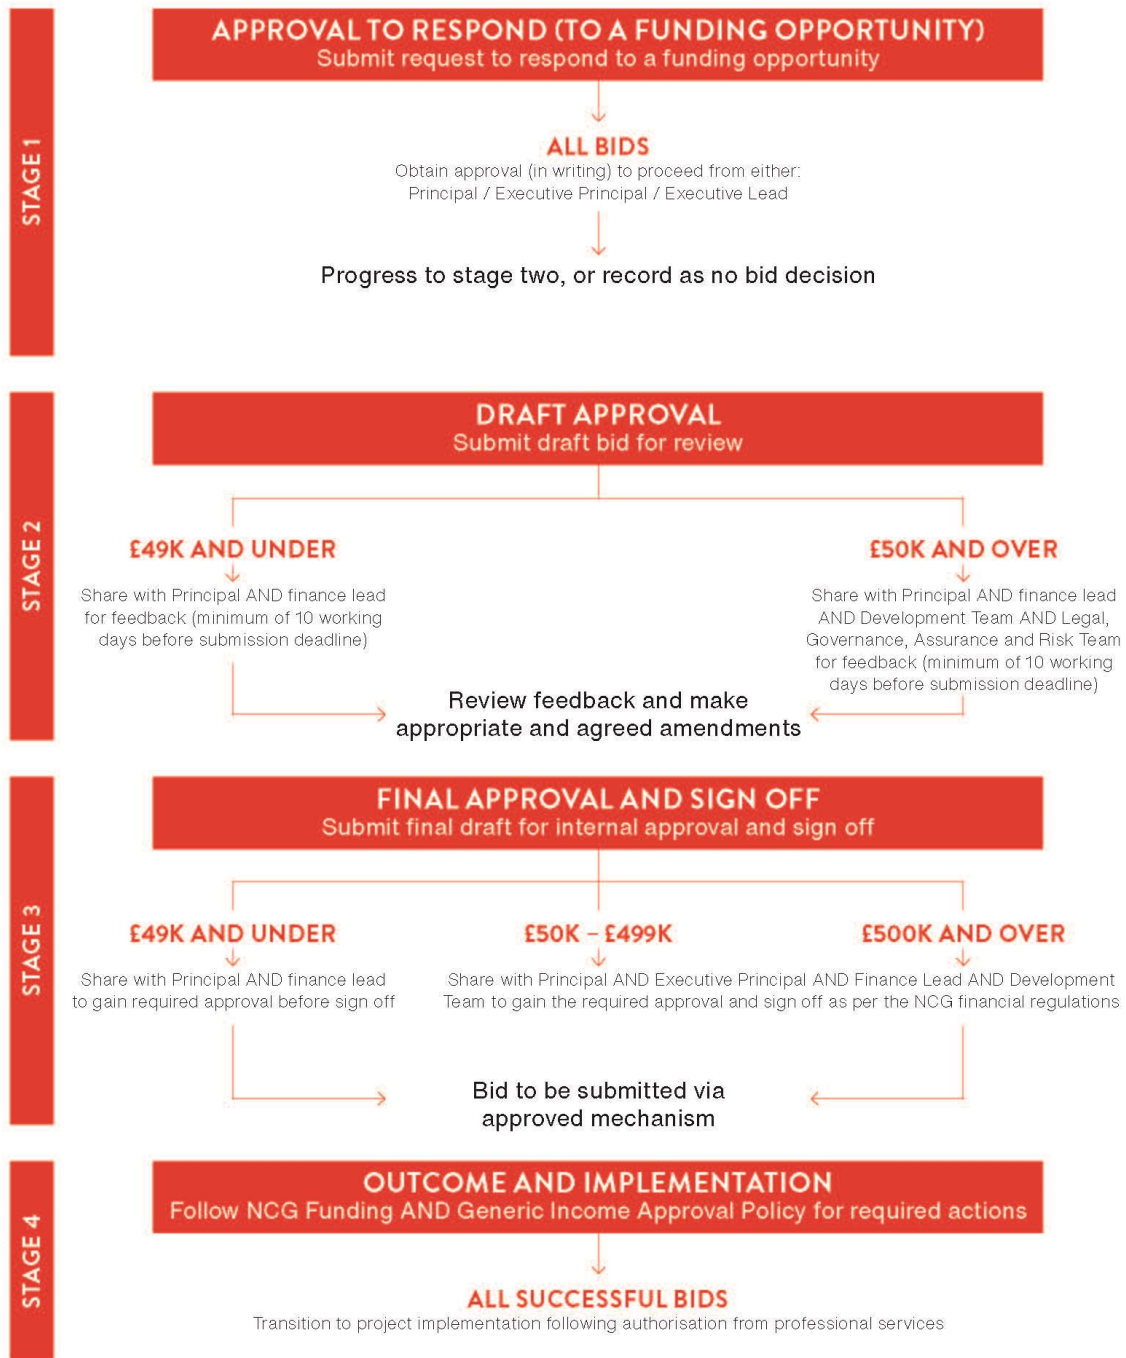 STAGE 1
APPROVAL TO RESPOND (TO A FUNDING OPPORTUNITY)
Submit request to respond to a funding opportunity
ALL BIDS
Obtain approval (in writing) to proceed from either:
Principal / Executive Principal / Executive Lead
Progress to stage two, or record as no bid decision
STAGE 2
DRAFT APPROVAL
Submit draft bid for review
£49K AND UNDER
Share with Principal AND finance lead
for feedback (minimum of 10 working
days before submission deadline)
£50K AND OVER
Share with Principal AND finance lead
AND Development Team AND Legal,
Governance, Assurance and Risk Team
for feedback (minimum of 10 working
days before submission deadline)
Review feedback and make
appropriate and agreed amendments
STAGE 3
FINAL APPROVAL AND SIGN OFF
Submit final draft for internal approval and sign off
£49K AND UNDER
Share with Principal AND finance lead
to gain required approval before sign off
£50K – £499K
£500K AND OVER
Share with Principal AND Executive Principal AND Finance Lead AND Development
Team to gain the required approval and sign off as per the NCG financial regulations
Bid to be submitted via
approved mechanism
STAGE 4
OUTCOME AND IMPLEMENTATION
Follow NCG Funding AND Generic Income Approval Policy for required actions
ALL SUCCESSFUL BIDS
Transition to project implementation following authorisation from professional services